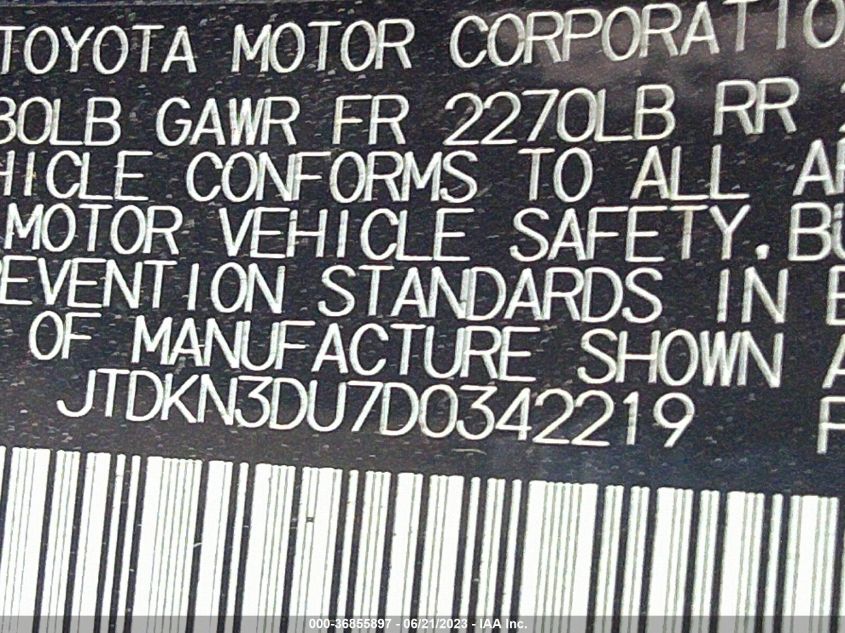 TOYOTA MOTOR CORPORATIO
30LB GAWR FR 2270LB RR
HICLE CONFORMS TO ALL A
MOTOR VEHICLE SAFETY, BU
EVENTION STANDARDS IN E
OF MANUFACTURE SHOWN A
JTDKN3DU7D0342219
000-36855897 - 06/21/2023 - IAA Inc.